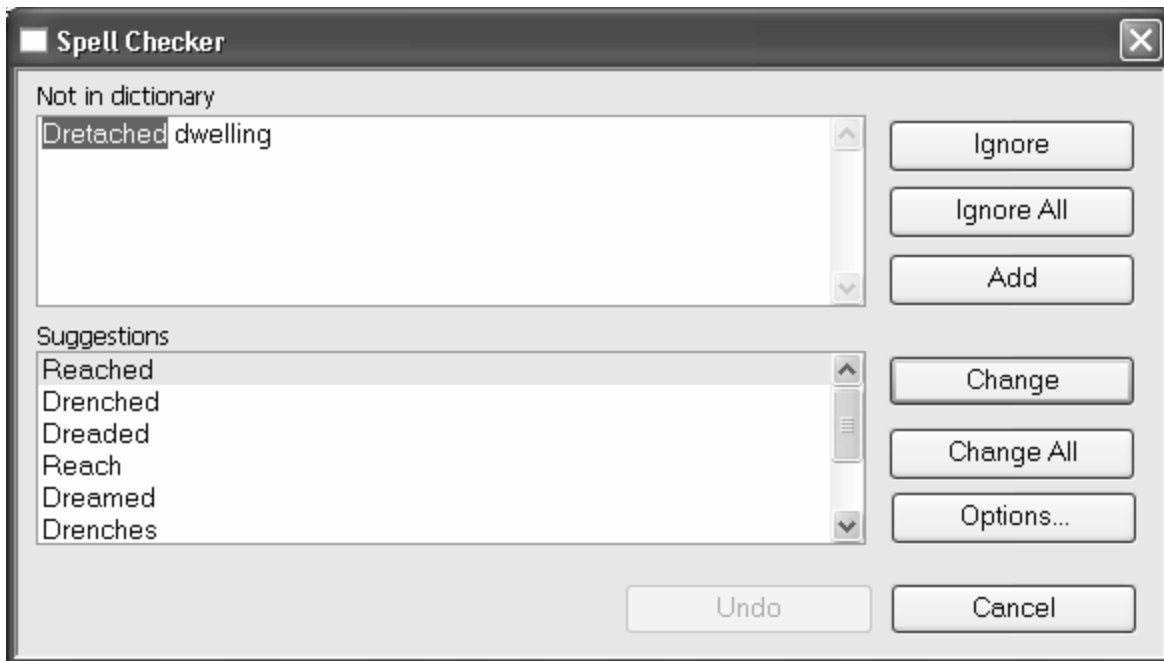 Spell Checker
Not in dictionary
Dretached dwelling
Ignore
Ignore All
Add
Suggestions
Reached
Drenched
Dreaded
Reach
Dreamed
Drenches
Change
Change All
Options...
Undo
Cancel